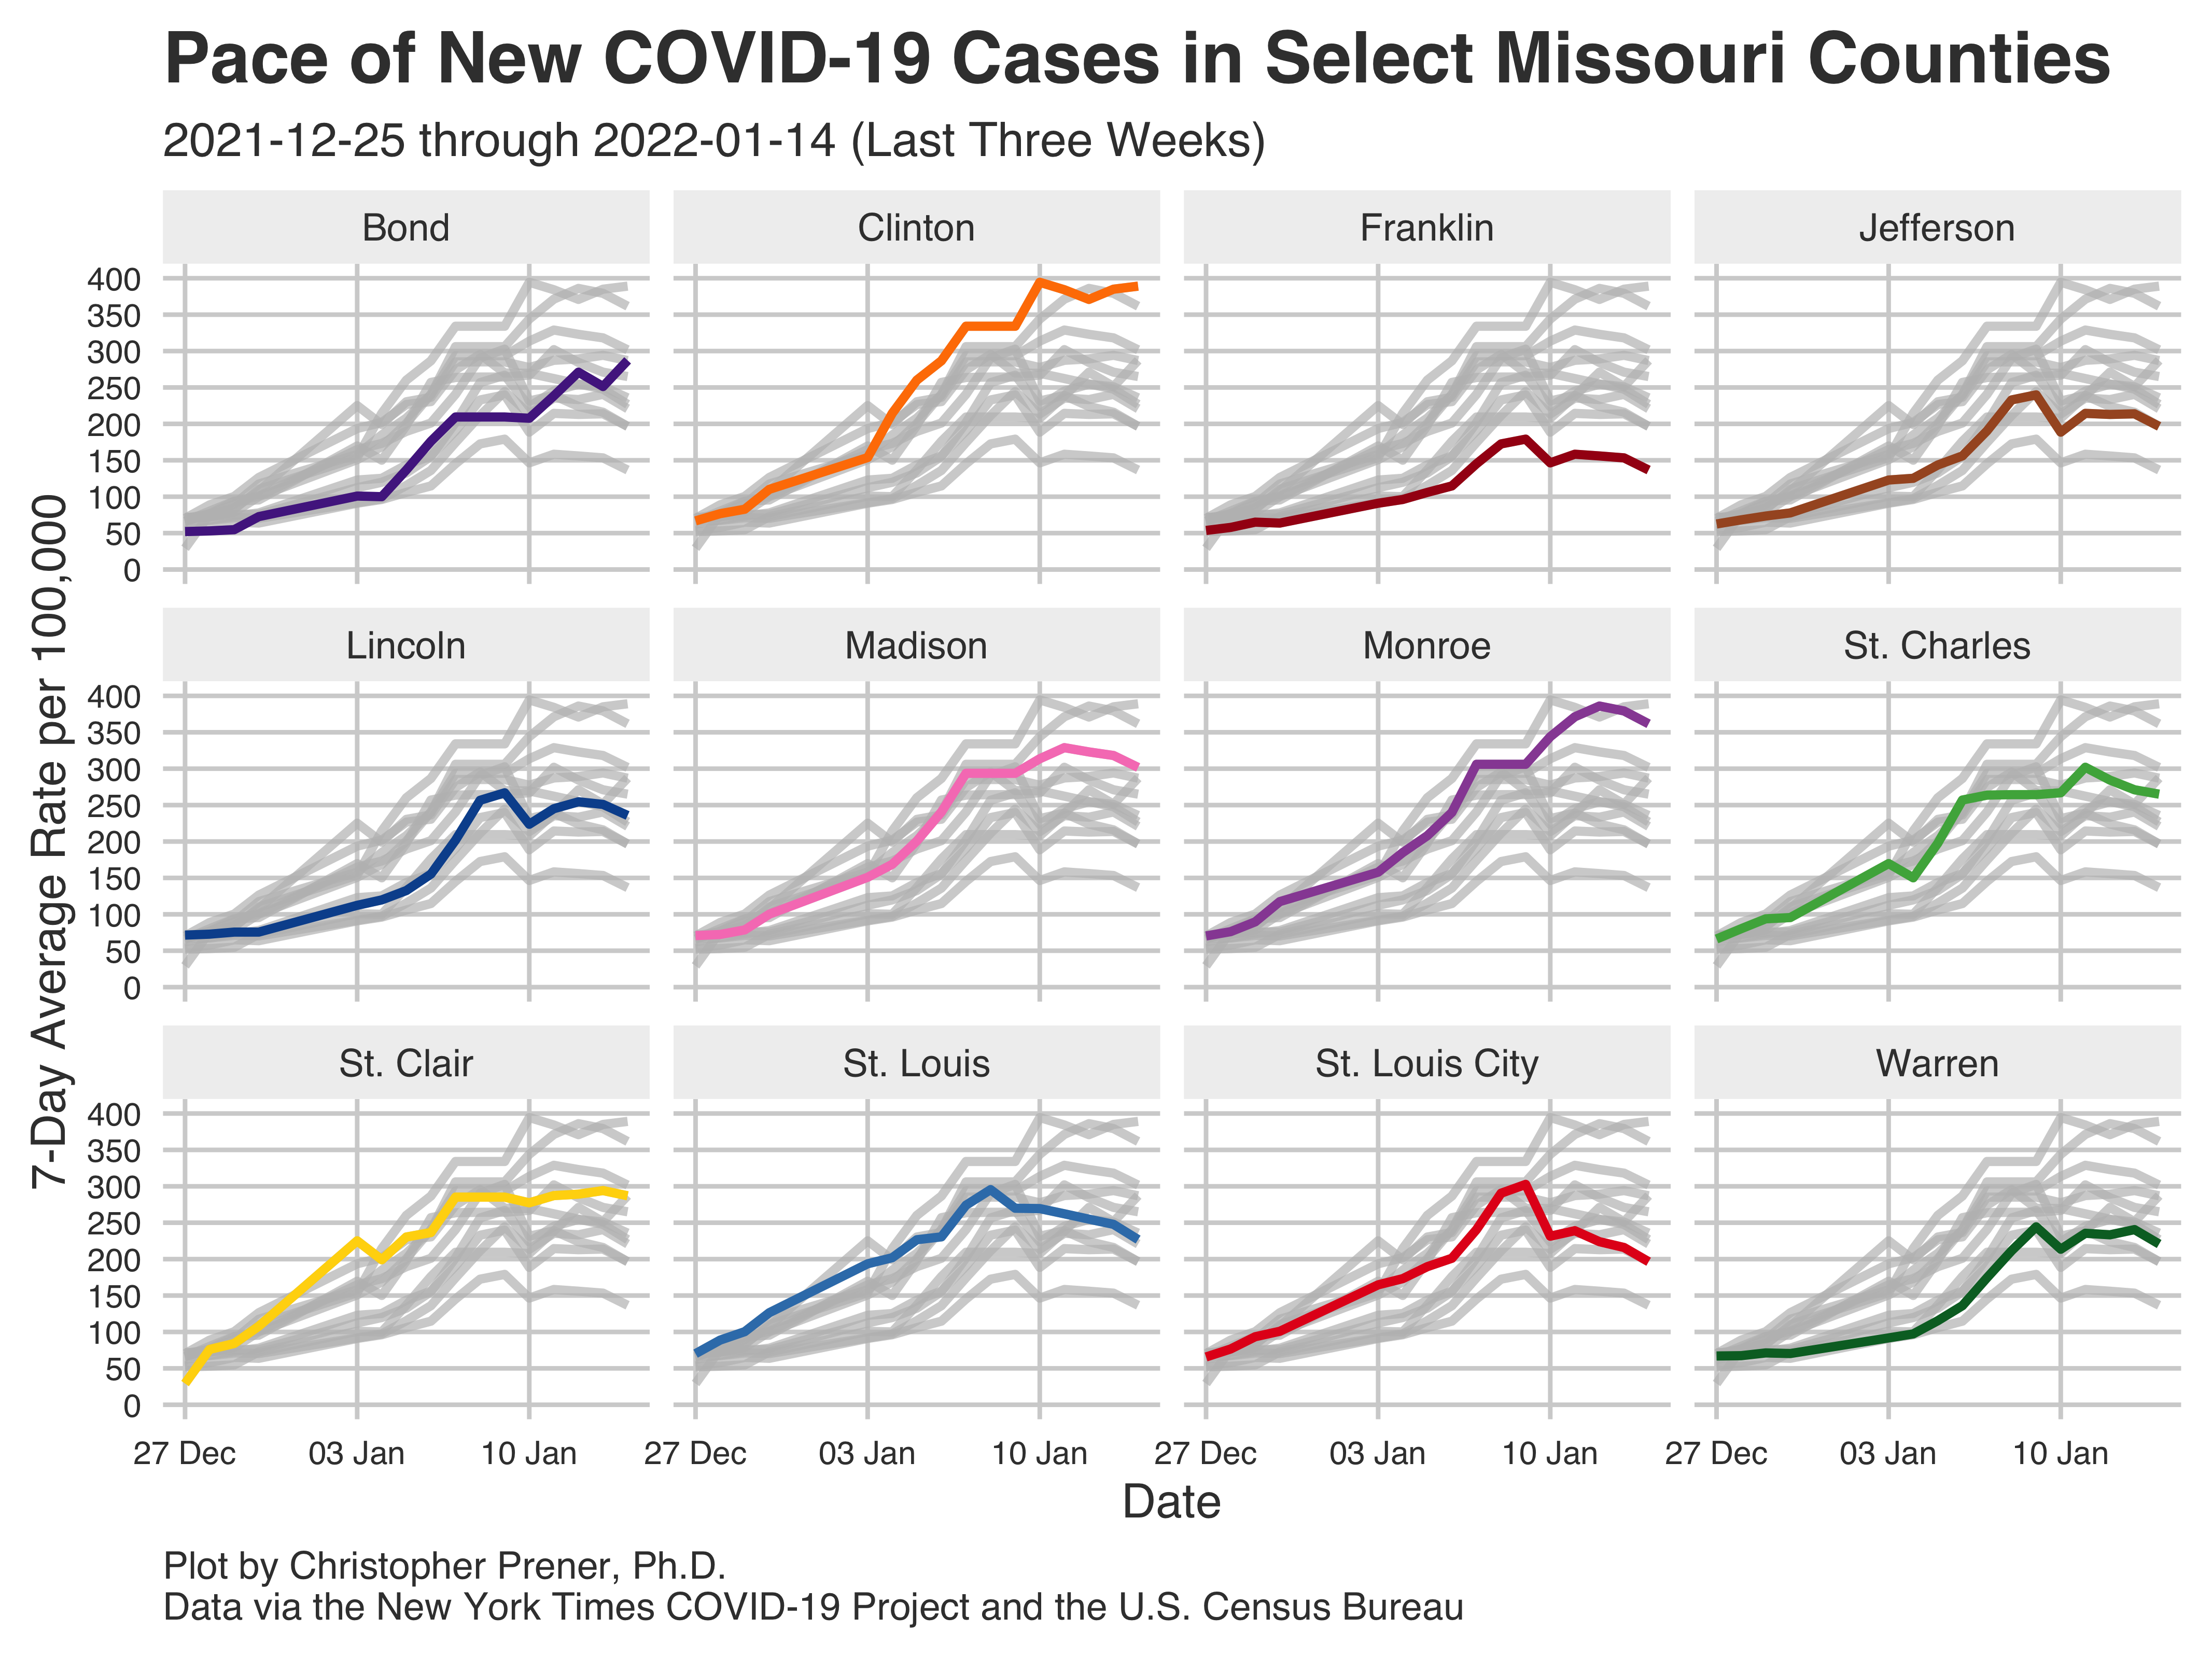 Pace of New COVID-19 Cases in Select Missouri Counties
2021-12-25 through 2022-01-14 (Last Three Weeks)
7-Day Average Rate per 100,000
Bond
Clinton
Franklin
Jefferson
400
350
300
250
200
150
100
50
0
Lincoln
Madison
Monroe
St. Charles
400
350
300
250
200
150
100
50
0
St. Clair
St. Louis
St. Louis City
Warren
400
350
300
250
200
150
100
50
0
27 Dec 03 Jan 10 Jan 27 Dec 03 Jan 10 Jan 27 Dec 03 Jan 10 Jan 27 Dec 03 Jan 10 Jan
Date
Plot by Christopher Prener, Ph.D.
Data via the New York Times COVID-19 Project and the U.S. Census Bureau